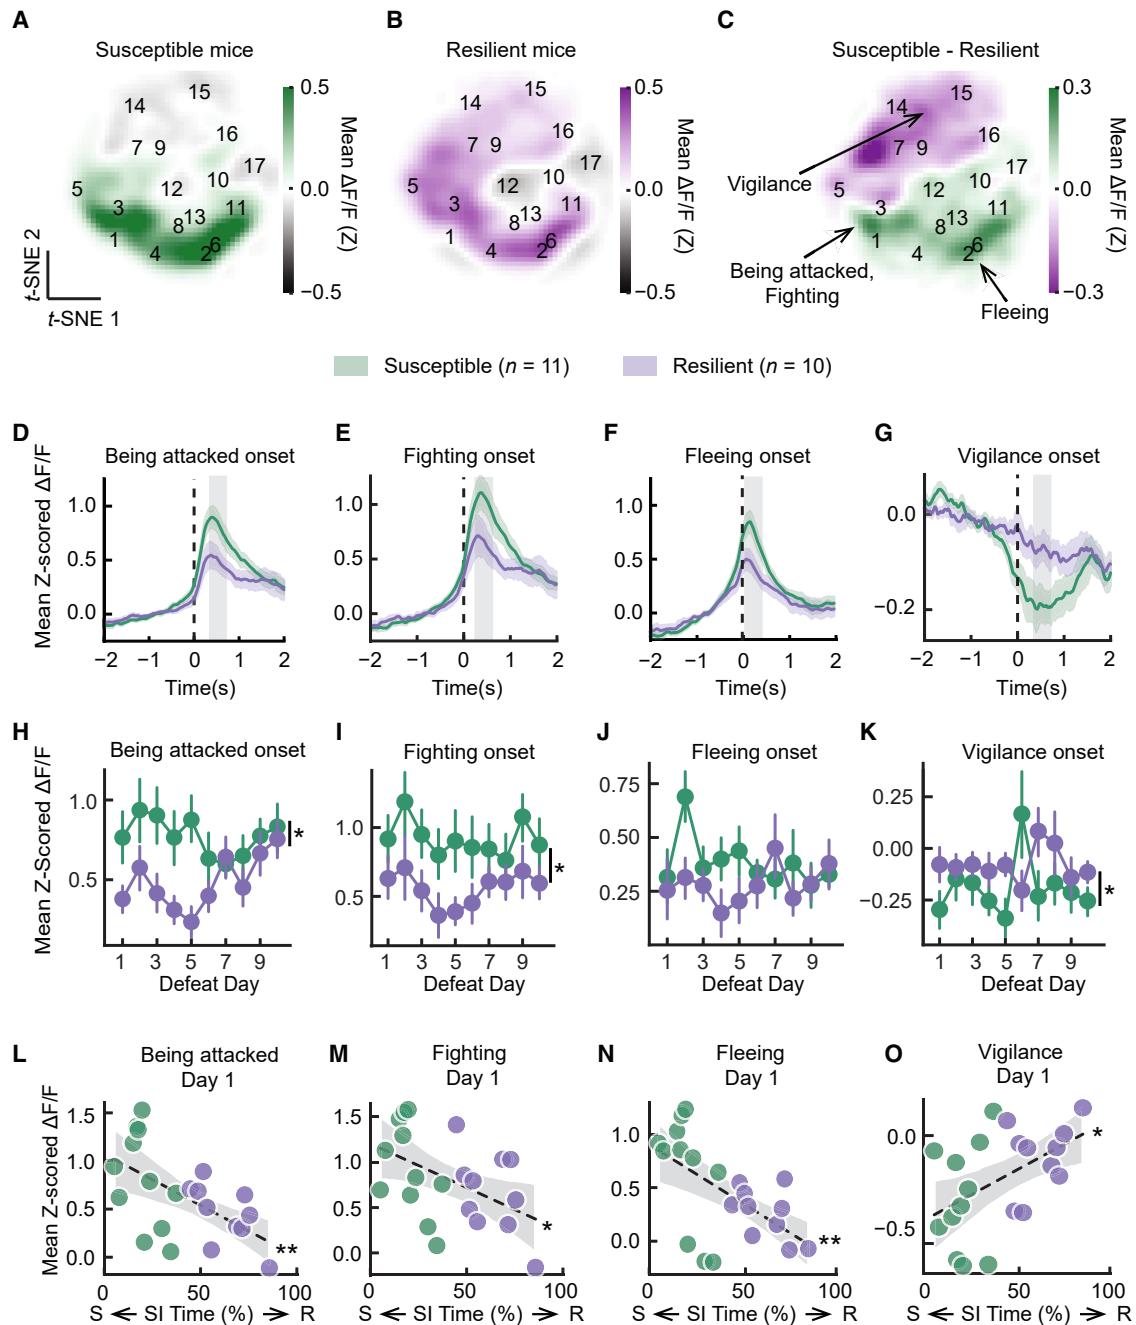 A
B
C
Susceptible mice
Resilient mice
Susceptible - Resilient
0.5
0.0
−0.5
Mean ΔF/F (Z)
0.5
0.0
−0.5
Mean ΔF/F (Z)
0.3
0.0
−0.3
Mean ΔF/F (Z)
14
15
7
9
16
17
5
12
10
3
8
13
11
1
4
2
6
14
15
7
9
16
17
5
12
10
3
8
13
11
1
4
2
6
14
15
7
9
16
17
5
12
10
3
8
13
11
1
4
2
6
Vigilance
Being attacked,
Fighting
Fleeing
t-SNE 2
t-SNE 1
Susceptible (n = 11)
Resilient (n = 10)
D
E
F
G
Being attacked onset
Fighting onset
Fleeing onset
Vigilance onset
Mean Z-scored ΔF/F
1.0
0.5
0.0
−2 −1 0 1 2
Time(s)
1.0
0.5
0.0
−2 −1 0 1 2
Time(s)
1.0
0.5
0.0
−2 −1 0 1 2
Time(s)
0.0
−0.2
−2 −1 0 1 2
Time(s)
H
I
J
K
Being attacked onset
Fighting onset
Fleeing onset
Vigilance onset
Mean Z-Scored ΔF/F
1.0
0.5
*
1 3 5 7 9
Defeat Day
1.0
0.5
*
1 3 5 7 9
Defeat Day
0.75
0.50
0.25
1 3 5 7 9
Defeat Day
0.25
0.00
−0.25
*
1 3 5 7 9
Defeat Day
L
M
N
O
Being attacked
Day 1
Fighting
Day 1
Fleeing
Day 1
Vigilance
Day 1
Mean Z-scored ΔF/F
1.5
1.0
0.5
0.0
**
0 50 100
S ← SI Time (%) → R
1.5
1.0
0.5
0.0
*
0 50 100
S ← SI Time (%) → R
1.0
0.5
0.0
**
0 50 100
S ← SI Time (%) → R
0.0
−0.5
*
0 50 100
S ← SI Time (%) → R